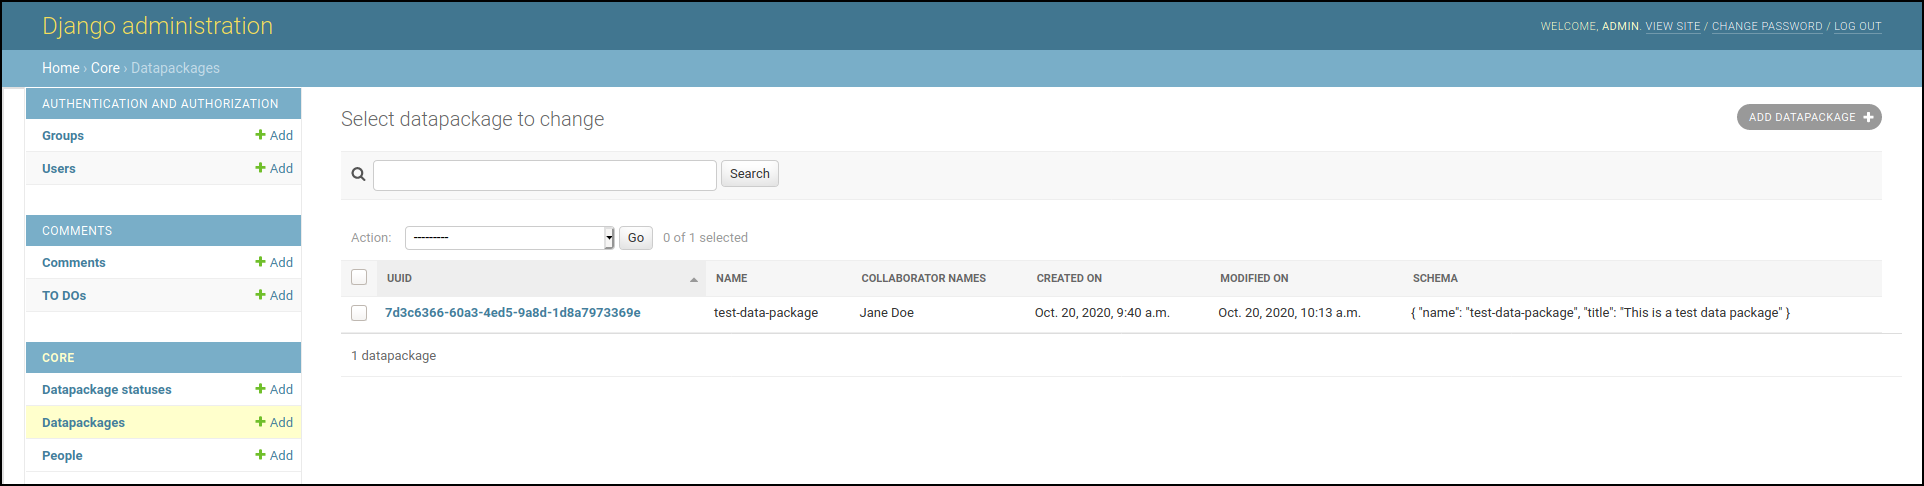 Django administration
WELCOME, ADMIN. VIEW SITE / CHANGE PASSWORD / LOG OUT
Home › Core › Datapackages
AUTHENTICATION AND AUTHORIZATION
Groups Add
Users Add
COMMENTS
Comments Add
TO DOs Add
CORE
Datapackage statuses Add
Datapackages Add
People Add
Select datapackage to change
ADD DATAPACKAGE
Search
Action: --------- Go 0 of 1 selected
UUID NAME COLLABORATOR NAMES CREATED ON MODIFIED ON SCHEMA
7d3c6366-60a3-4ed5-9a8d-1d8a7973369e test-data-package Jane Doe Oct. 20, 2020, 9:40 a.m. Oct. 20, 2020, 10:13 a.m. { "name": "test-data-package", "title": "This is a test data package" }
1 datapackage